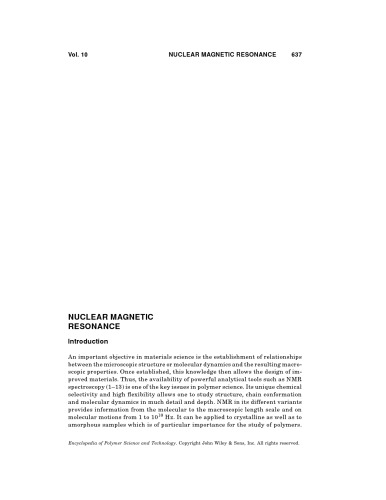 Vol. 10 NUCLEAR MAGNETIC RESONANCE 637
NUCLEAR MAGNETIC
RESONANCE
Introduction
An important objective in materials science is the establishment of relationships
between the microscopic structure or molecular dynamics and the resulting macro-
scopic properties. Once established, this knowledge then allows the design of im-
proved materials. Thus, the availability of powerful analytical tools such as NMR
spectroscopy (1–13) is one of the key issues in polymer science. Its unique chemical
selectivity and high flexibility allows one to study structure, chain conformation
and molecular dynamics in much detail and depth. NMR in its different variants
provides information from the molecular to the macroscopic length scale and on
molecular motions from 1 to 10¹⁰ Hz. It can be applied to crystalline as well as to
amorphous samples which is of particular importance for the study of polymers.
Encyclopedia of Polymer Science and Technology. Copyright John Wiley & Sons, Inc. All rights reserved.